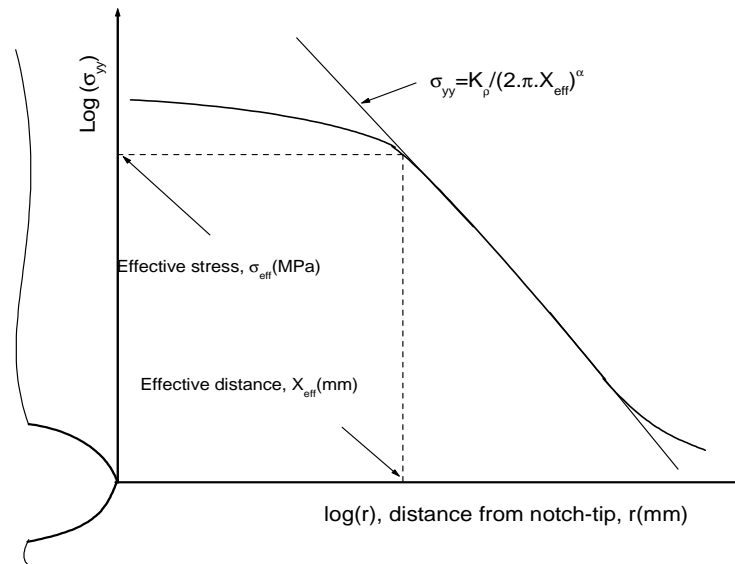 Log (σyy)
σyy=Kρ/(2.π.Xeff)α
Effective stress, σeff(MPa)
Effective distance, Xeff(mm)
log(r), distance from notch-tip, r(mm)